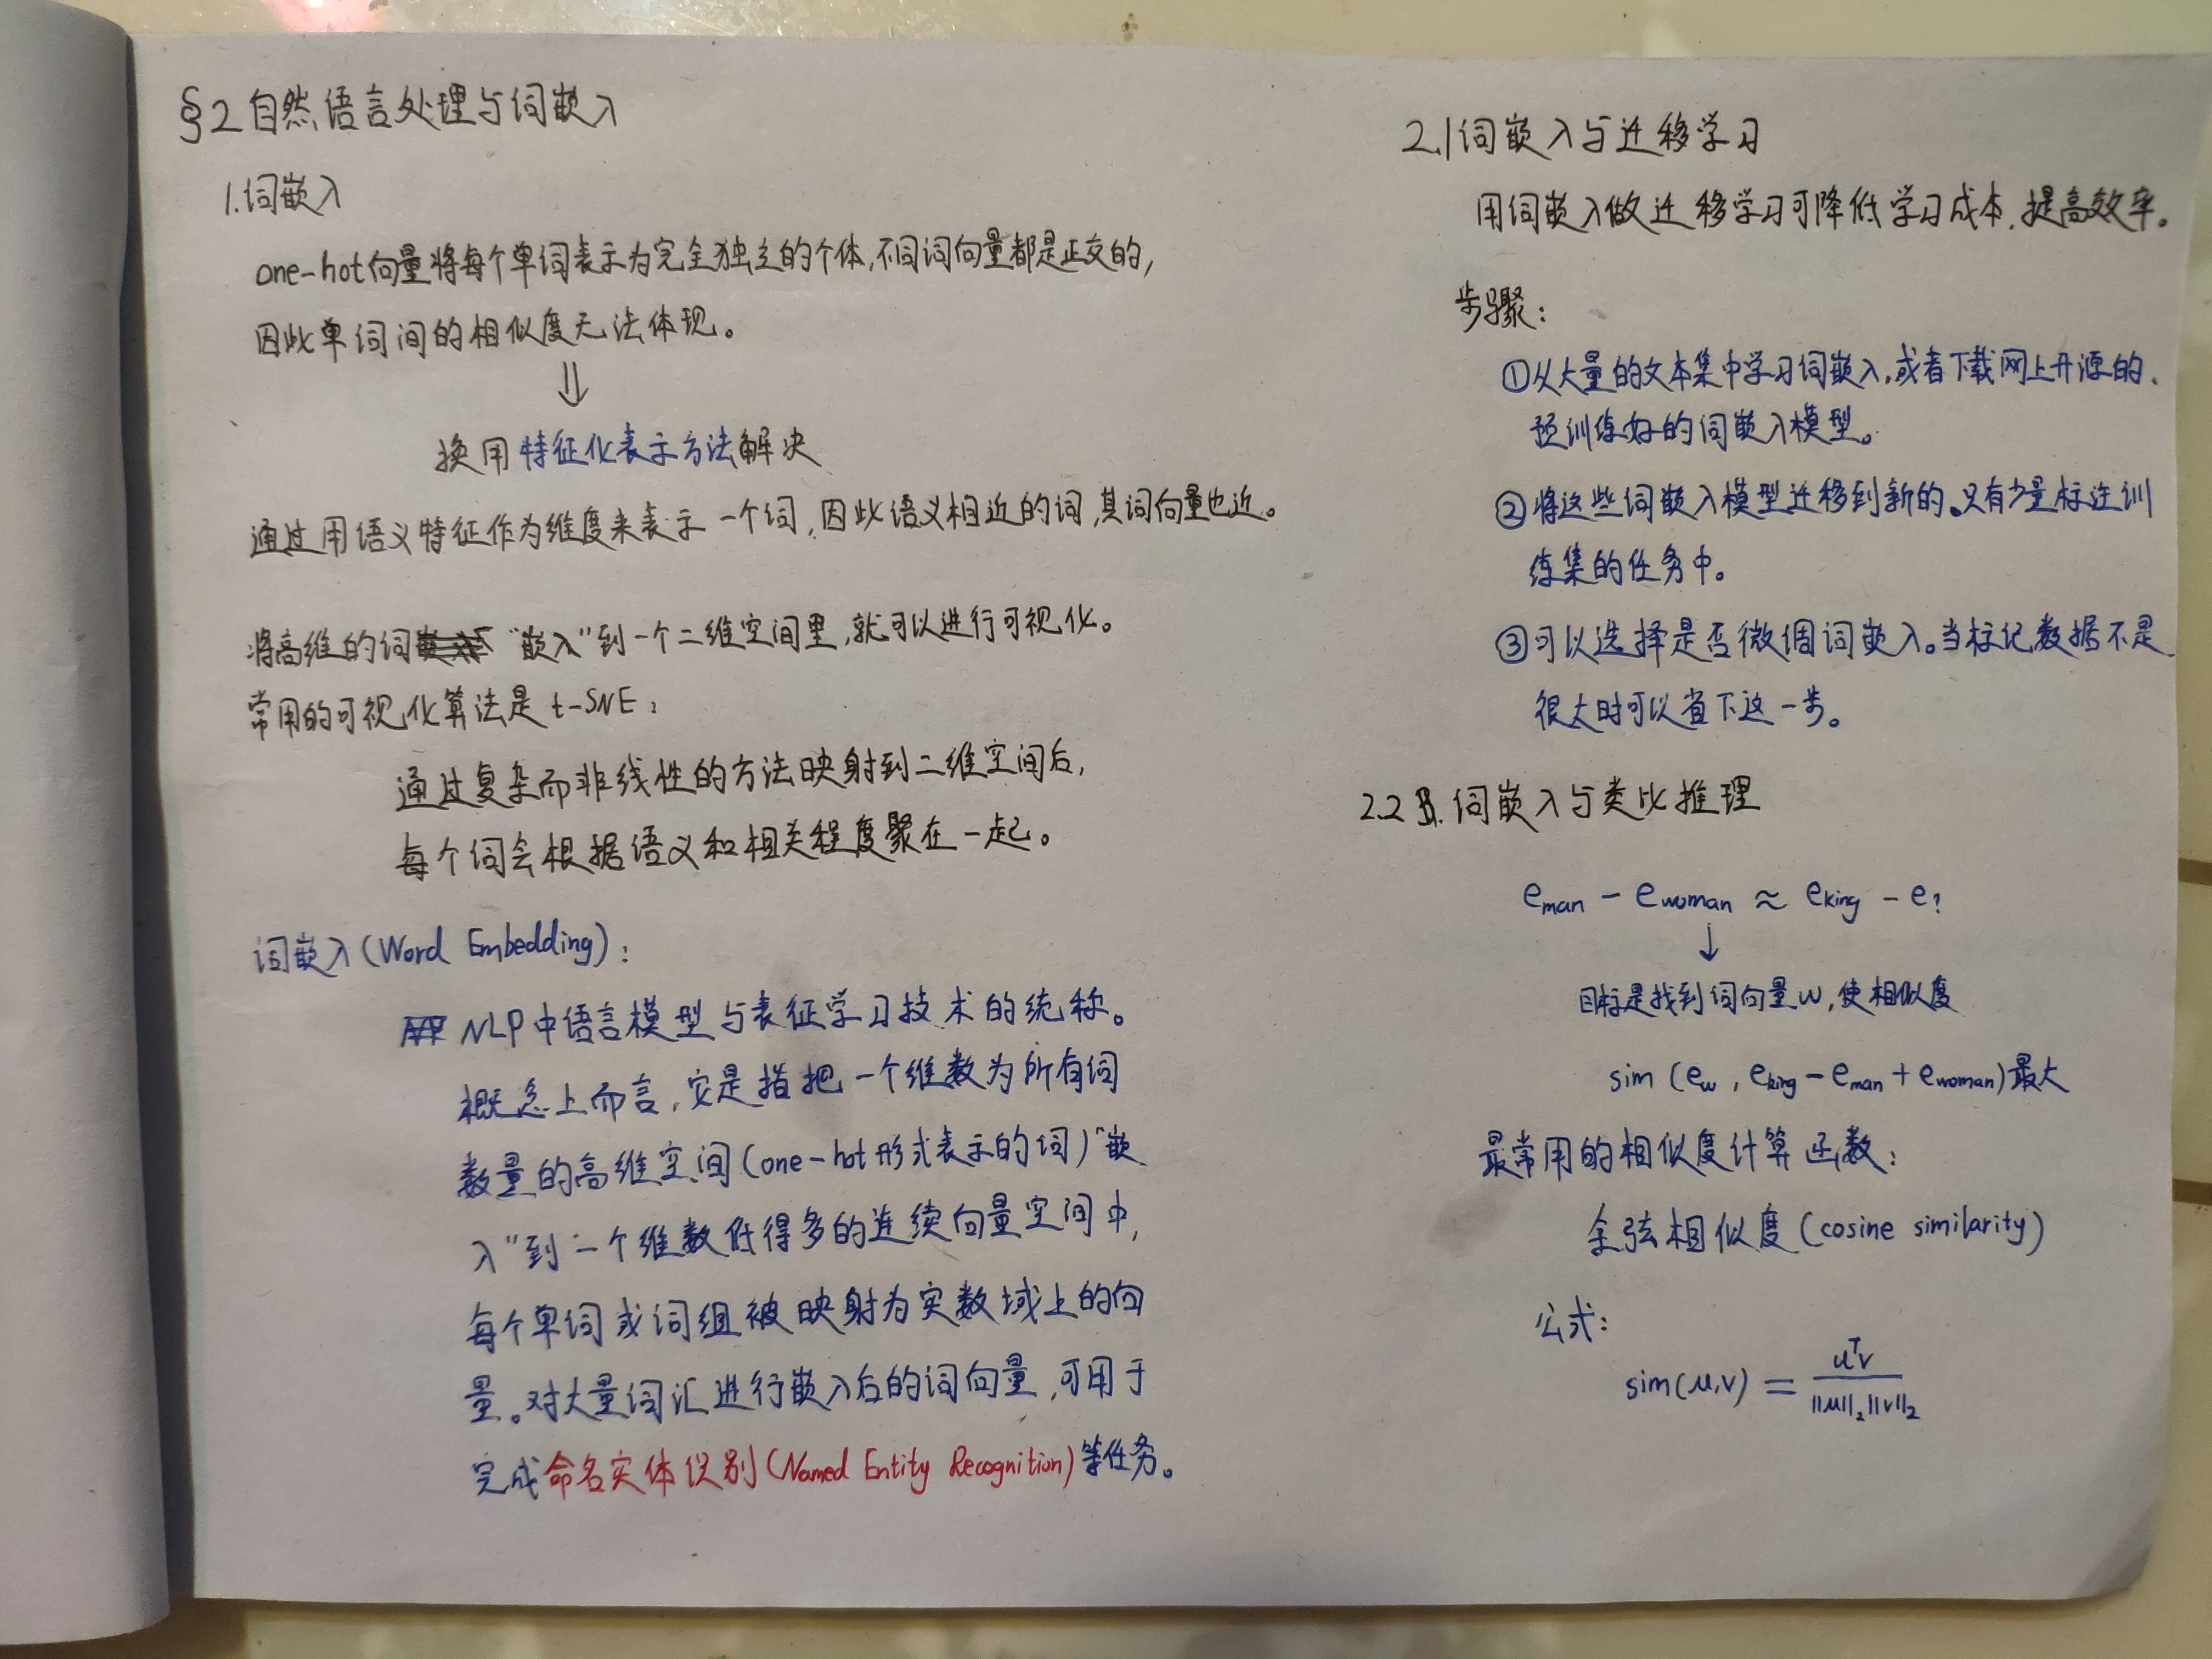 §2 自然语言处理与词嵌入
1.词嵌入
one-hot向量将每个单词表示为完全独立的个体,不同词向量都是正交的,
因此单词间的相似度无法体现。
⇓
换用特征化表示方法解决
通过用语义特征作为维度来表示一个词,因此语义相近的词,其词向量也近。
将高维的词“嵌入”到一个二维空间里,就可以进行可视化。
常用的可视化算法是t-SNE:
通过复杂而非线性的方法映射到二维空间后,
每个词会根据语义和相关程度聚在一起。
词嵌入(Word Embedding):
NLP中语言模型与表征学习技术的统称。
概念上而言,它是指把一个维数为所有词
数量的高维空间(one-hot形式表示的词)“嵌
入”到一个维数低得多的连续向量空间中,
每个单词或词组被映射为实数域上的向
量。对大量词汇进行嵌入后的词向量,可用于
完成命名实体识别(Named Entity Recognition)等任务。
2.1词嵌入与迁移学习
用词嵌入做迁移学习可降低学习成本,提高效率。
步骤:
①从大量的文本集中学习词嵌入,或者下载网上开源的、
预训练好的词嵌入模型。
②将这些词嵌入模型迁移到新的、只有少量标注训
练集的任务中。
③可以选择是否微调词嵌入。当标记数据不是
很大时可以省下这一步。
2.2 词嵌入与类比推理
e_man − e_woman ≈ e_king − e_?
↓
目标是找到词向量w,使相似度
sim (e_w , e_king − e_man + e_woman)最大
最常用的相似度计算函数:
余弦相似度(cosine similarity)
公式:
sim(u,v) = u^T v / ||u||_2 ||v||_2